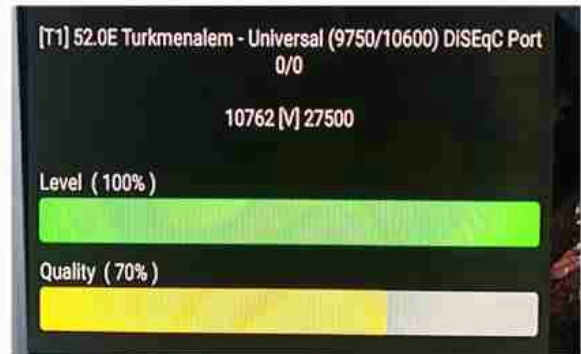 [T1] 52.0E Turkmenalem - Universal (9750/10600) DiSEqC Port
0/0
10762 [V] 27500
Level ( 100% )
Quality ( 70% )